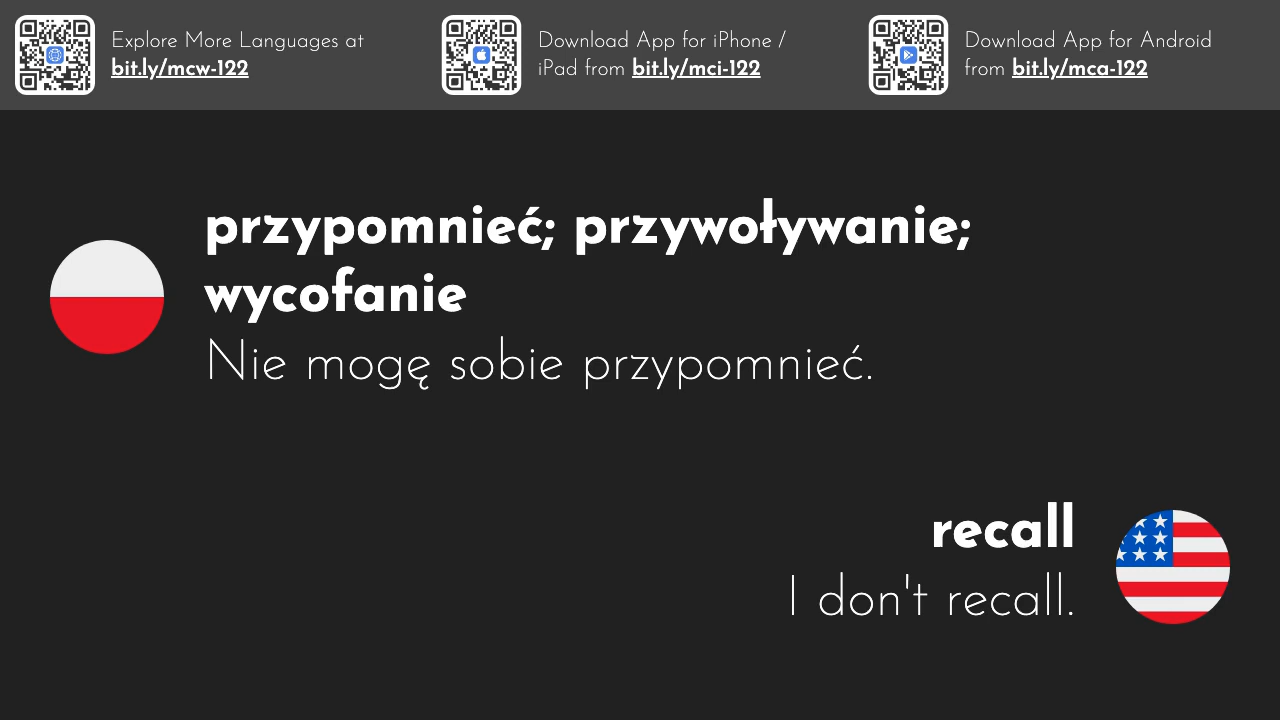 Explore More Languages at
bit.ly/mcw-122
Download App for iPhone /
iPad from bit.ly/mci-122
Download App for Android
from bit.ly/mca-122
przypomnieć; przywoływanie;
wycofanie
Nie mogę sobie przypomnieć.
recall
I don't recall.